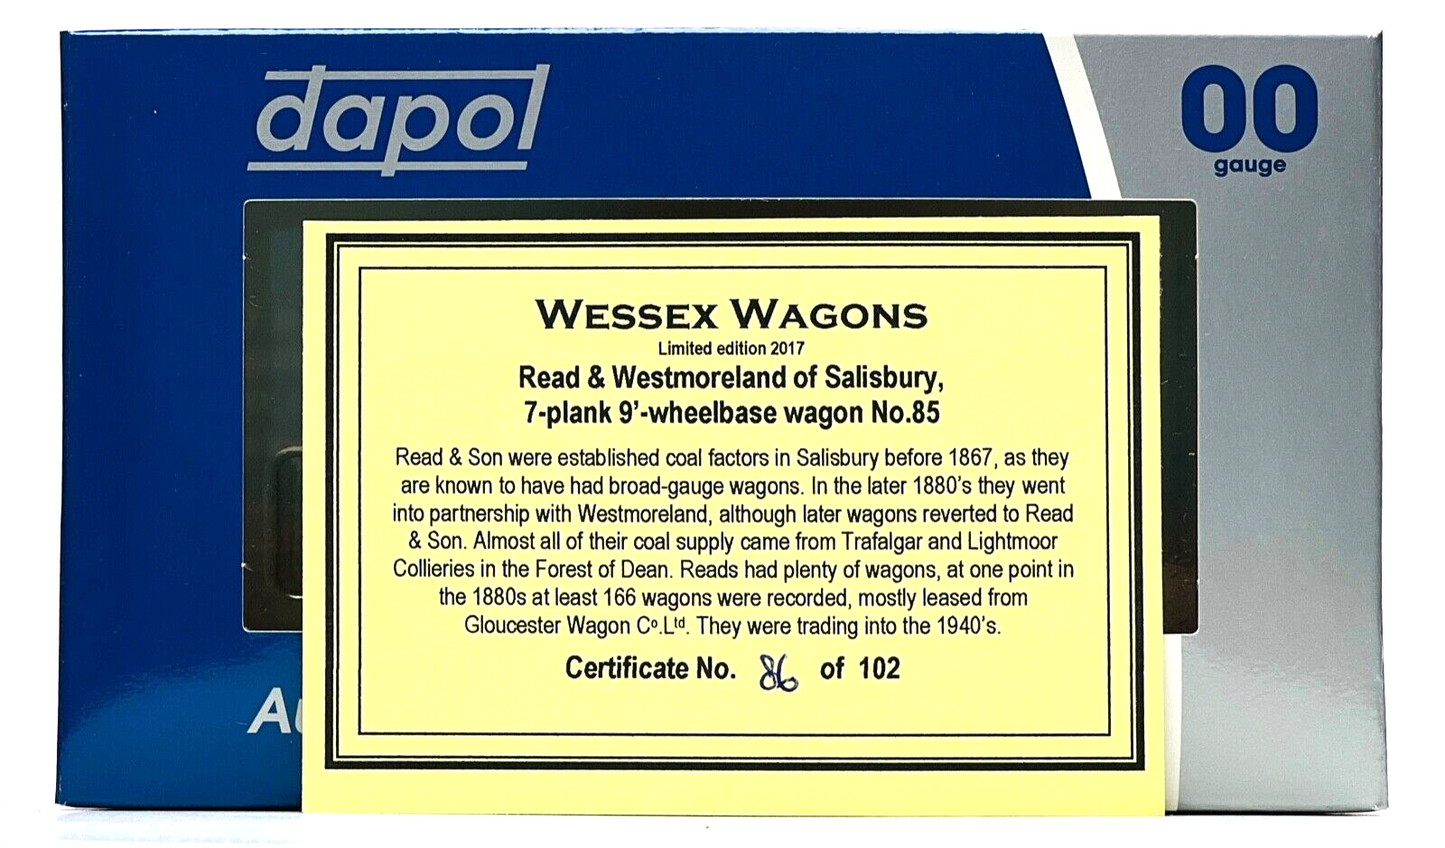 dapol
00
gauge
WESSEX WAGONS
Limited edition 2017
Read & Westmoreland of Salisbury,
7-plank 9’-wheelbase wagon No.85
Read & Son were established coal factors in Salisbury before 1867, as they
are known to have had broad-gauge wagons. In the later 1880’s they went
into partnership with Westmoreland, although later wagons reverted to Read
& Son. Almost all of their coal supply came from Trafalgar and Lightmoor
Collieries in the Forest of Dean. Reads had plenty of wagons, at one point in
the 1880s at least 166 wagons were recorded, mostly leased from
Gloucester Wagon Cº.Ltd. They were trading into the 1940’s.
Certificate No. 86 of 102